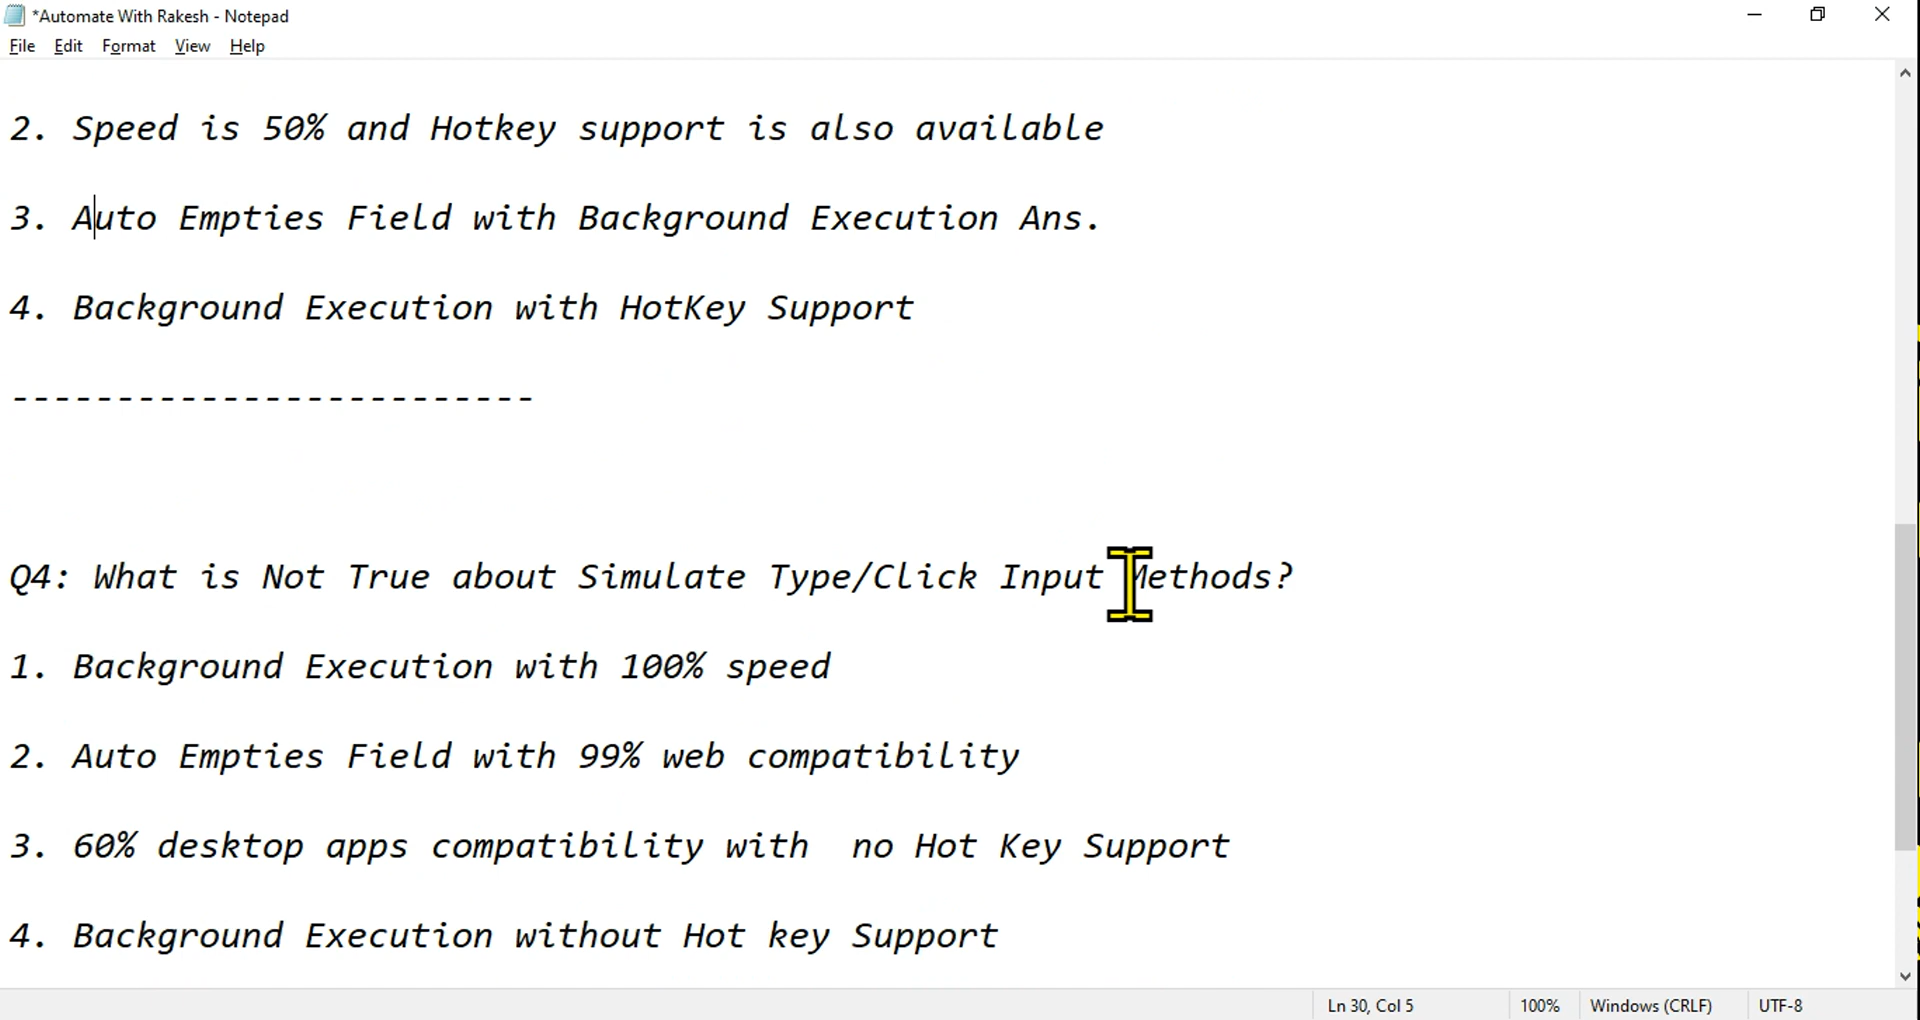 *Automate With Rakesh - Notepad
File Edit Format View Help
2. Speed is 50% and Hotkey support is also available
3. Auto Empties Field with Background Execution Ans.
4. Background Execution with HotKey Support
-------------------------
Q4: What is Not True about Simulate Type/Click Input Methods?
1. Background Execution with 100% speed
2. Auto Empties Field with 99% web compatibility
3. 60% desktop apps compatibility with  no Hot Key Support
4. Background Execution without Hot key Support
Ln 30, Col 5 100% Windows (CRLF) UTF-8